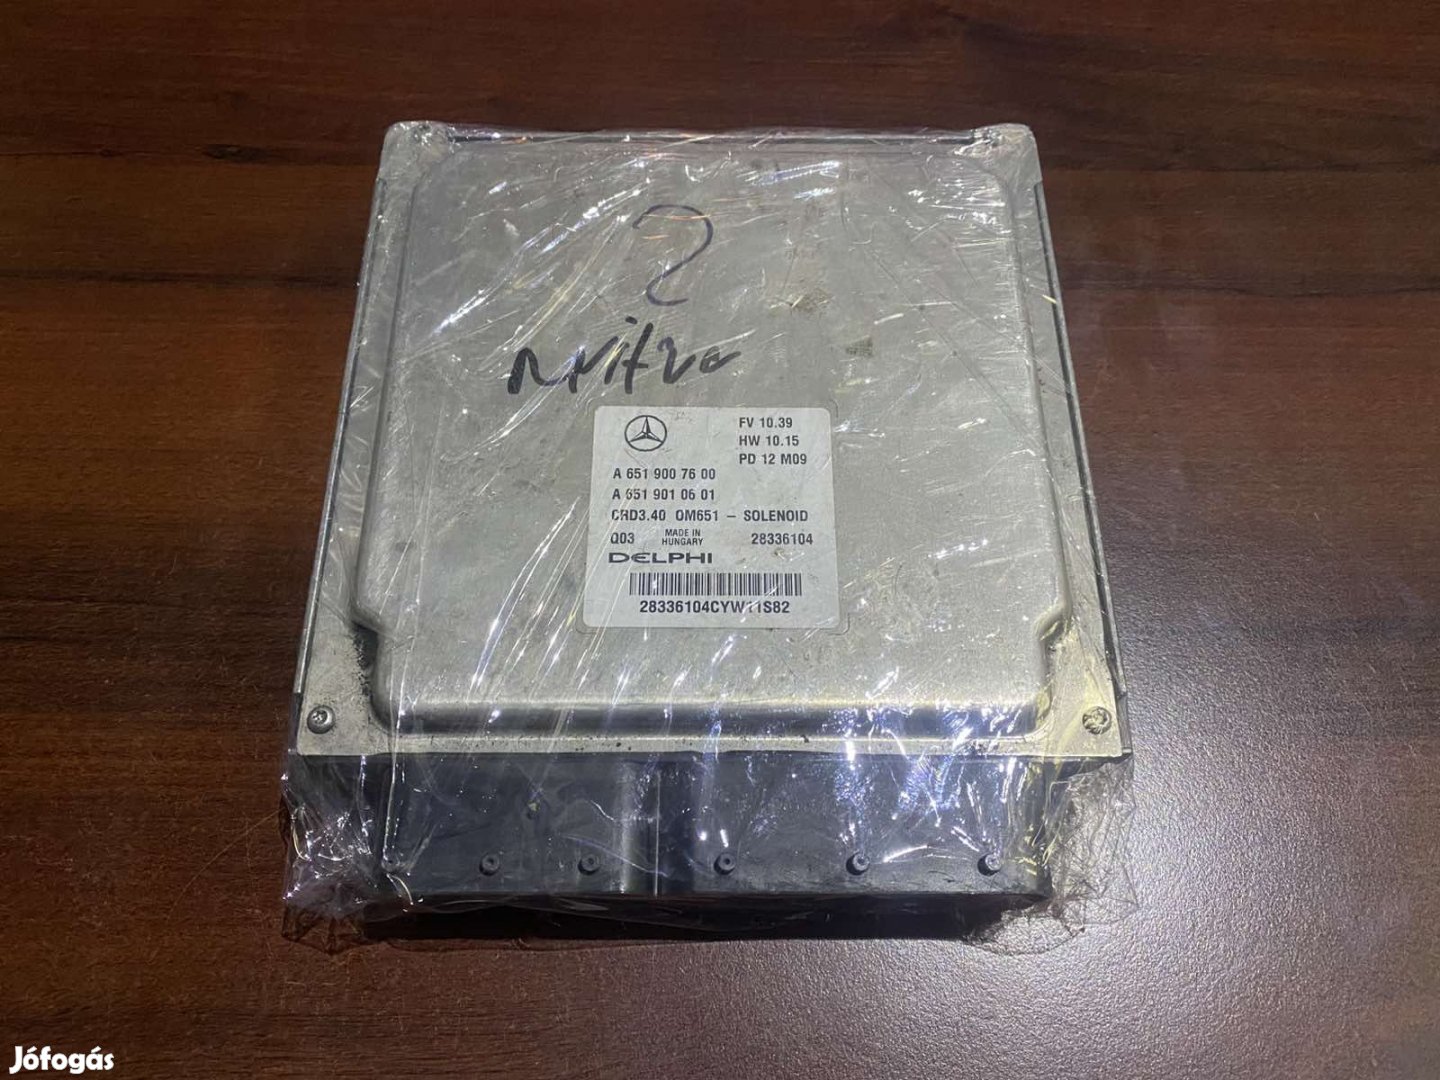 2
FV 10.39
HW 10.15
PD 12 M09
A 651 900 76 00
A 651 901 06 01
CRD3.40 OM651 – SOLENOID
Q03 MADE IN HUNGARY 28336104
DELPHI
28336104CYW11S82
Jófogás